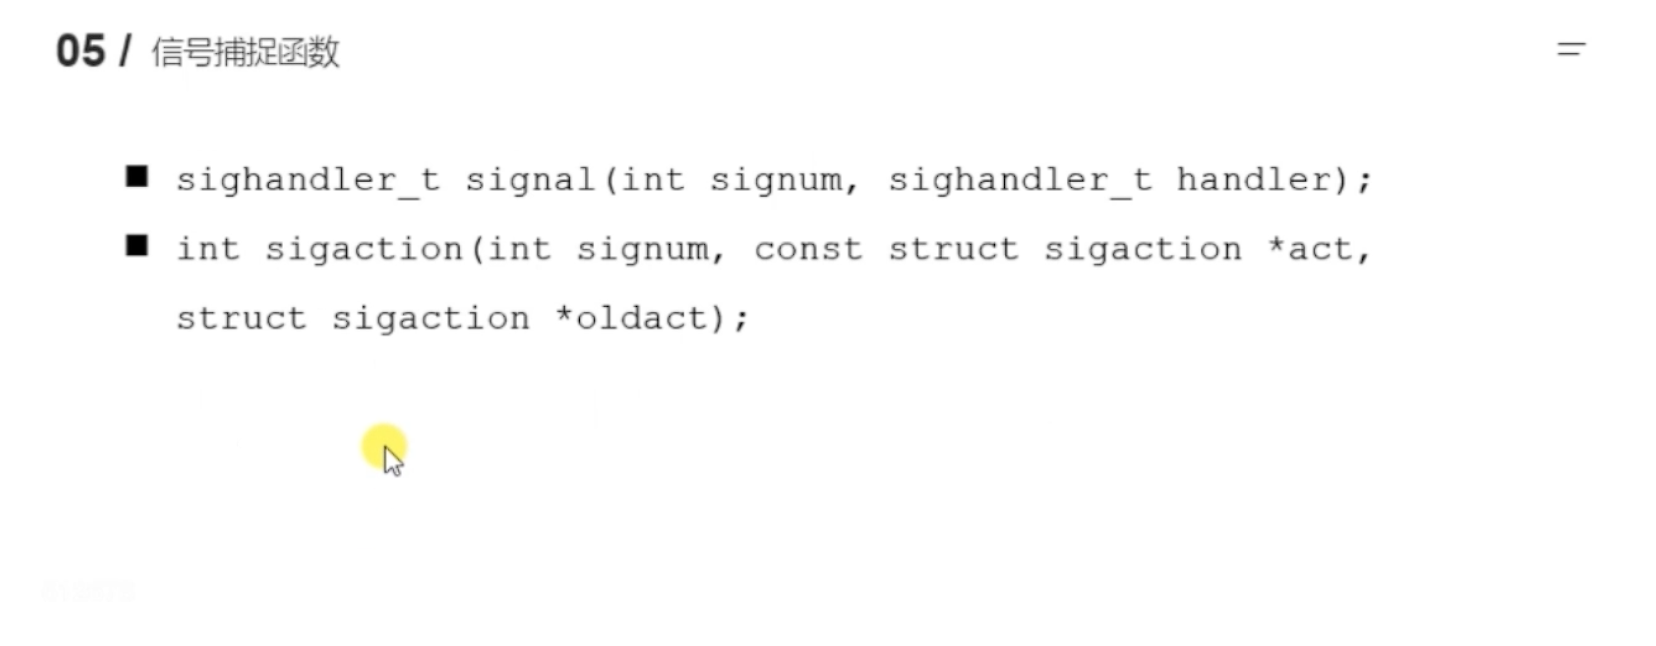 05 / 信号捕捉函数
sighandler_t signal(int signum, sighandler_t handler);
int sigaction(int signum, const struct sigaction *act,
struct sigaction *oldact);